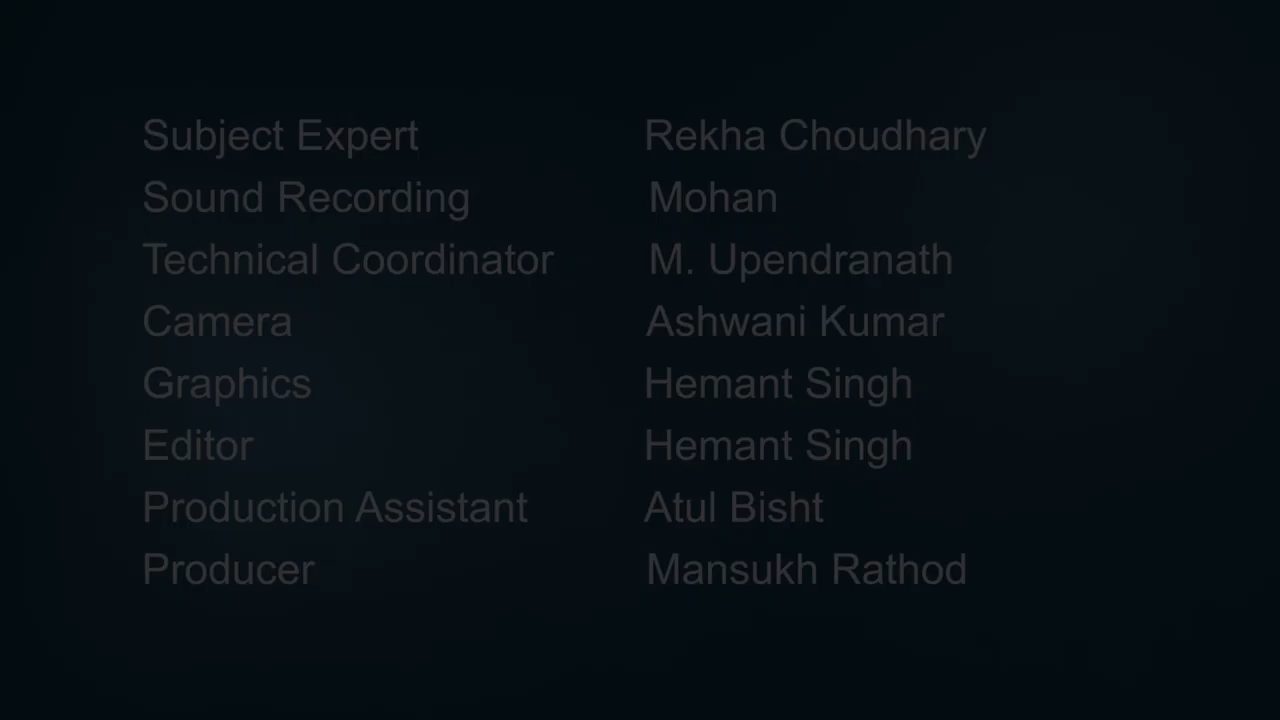 Subject Expert Rekha Choudhary
Sound Recording Mohan
Technical Coordinator M. Upendranath
Camera Ashwani Kumar
Graphics Hemant Singh
Editor Hemant Singh
Production Assistant Atul Bisht
Producer Mansukh Rathod